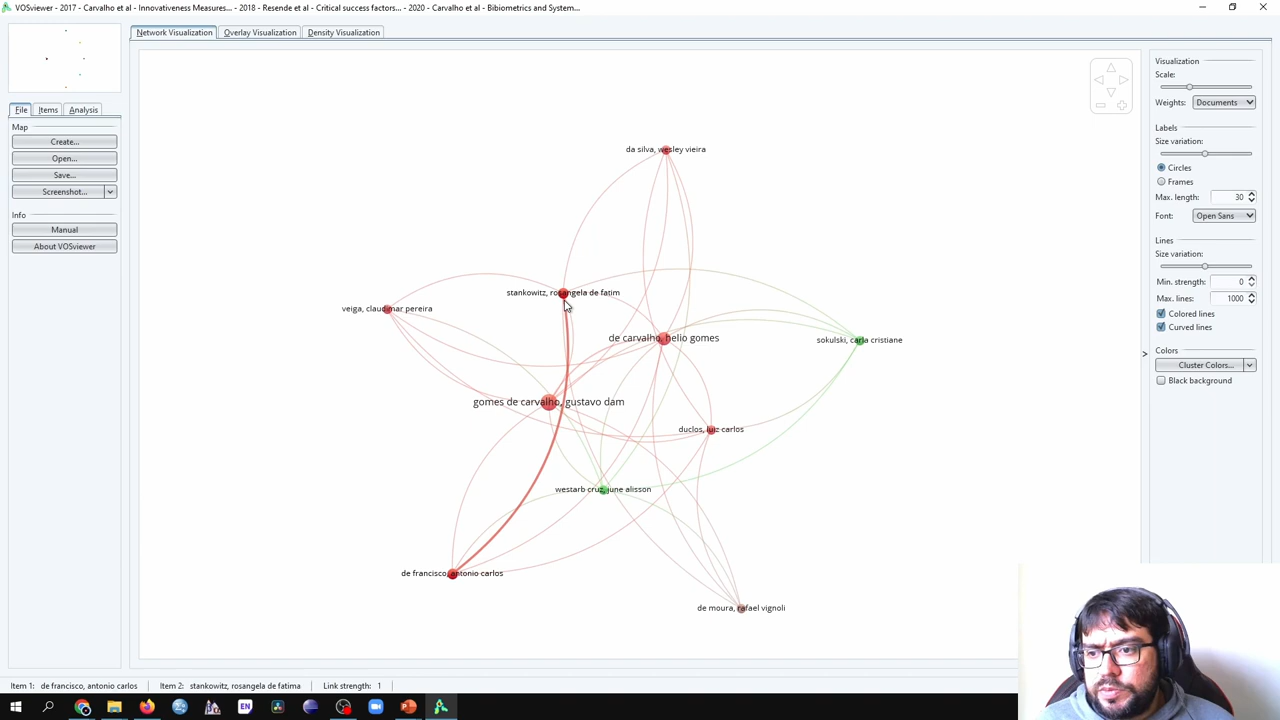 VOSviewer - 2017 - Carvalho et al - Innovativeness Measures... - 2018 - Resende et al - Critical success factors... - 2020 - Carvalho et al - Bibiometrics and System...
Network Visualization
Overlay Visualization
Density Visualization
File
Items
Analysis
Map
Create...
Open...
Save...
Screenshot...
Info
Manual
About VOSviewer
da silva, wesley vieira
stankowitz, rosangela de fatim
veiga, claudimar pereira
de carvalho, helio gomes
sokulski, carla cristiane
gomes de carvalho, gustavo dam
duclos, luiz carlos
westarb cruz, june alisson
de francisco, antonio carlos
de moura, rafael vignoli
Visualization
Scale:
Weights: Documents
Labels
Size variation:
Circles
Frames
Max. length: 30
Font: Open Sans
Lines
Size variation:
Min. strength: 0
Max. lines: 1000
Colored lines
Curved lines
Colors
Cluster Colors...
Black background
Item 1: de francisco, antonio carlos
Item 2: stankowitz, rosangela de fatima
Link strength: 1
EN